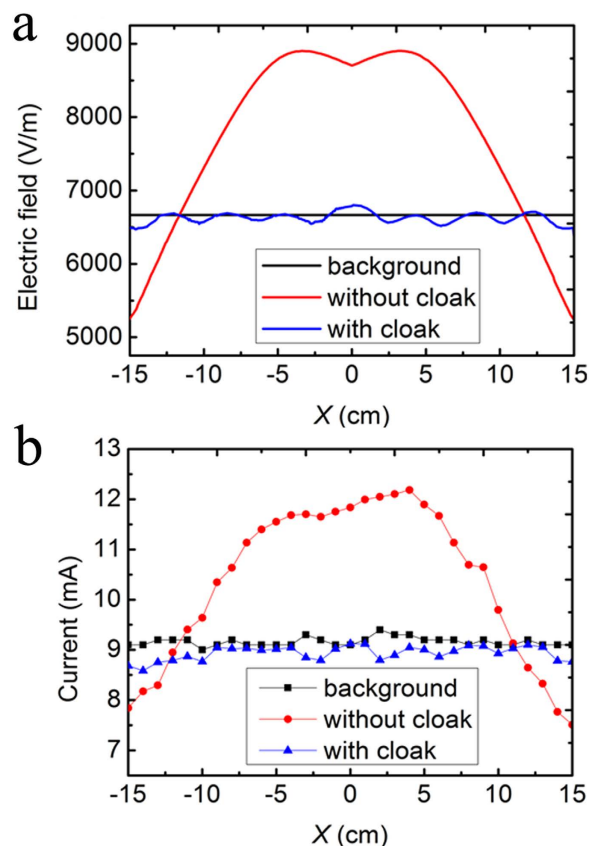 a
9000
8000
7000
6000
5000
Electric field (V/m)
background
without cloak
with cloak
-15 -10 -5 0 5 10 15
X (cm)
b
13
12
11
10
9
8
7
Current (mA)
background
without cloak
with cloak
-15 -10 -5 0 5 10 15
X (cm)